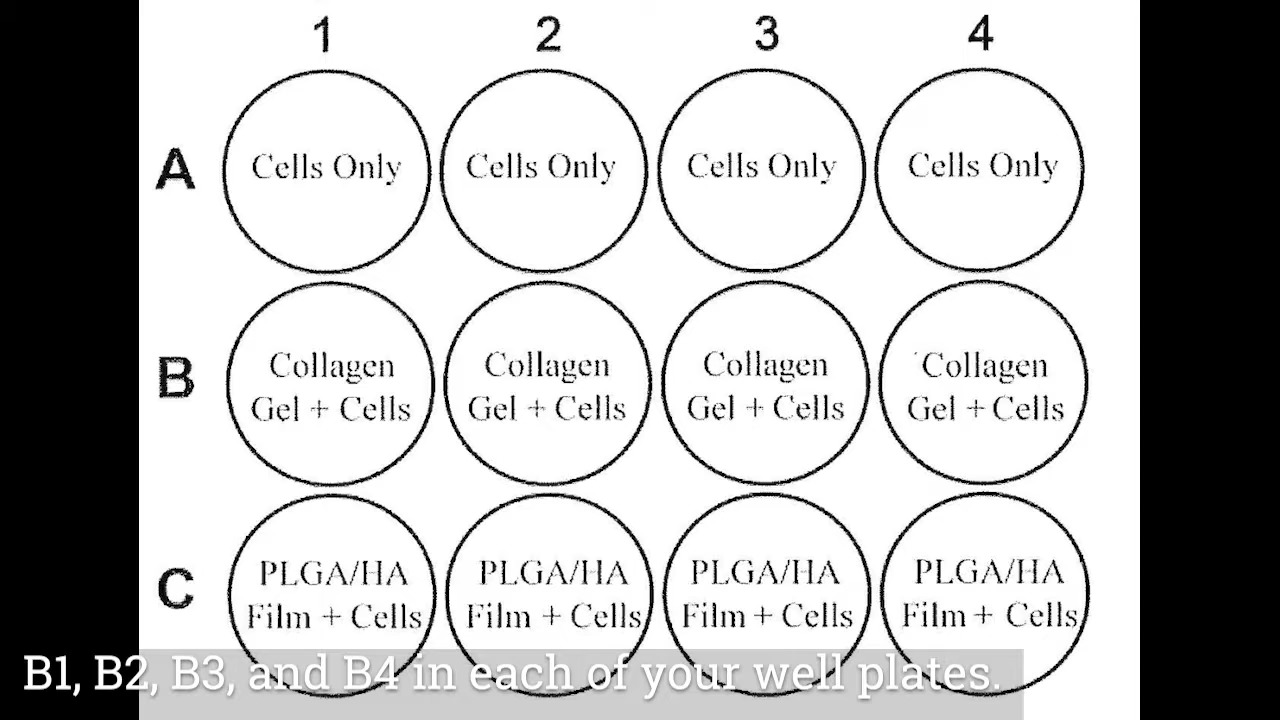 1 2 3 4
A
Cells Only Cells Only Cells Only Cells Only
B
Collagen Collagen Collagen Collagen
Gel + Cells Gel + Cells Gel + Cells Gel + Cells
C
PLGA/HA PLGA/HA PLGA/HA PLGA/HA
Film + Cells Film + Cells Film + Cells Film + Cells
B1, B2, B3, and B4 in each of your well plates.